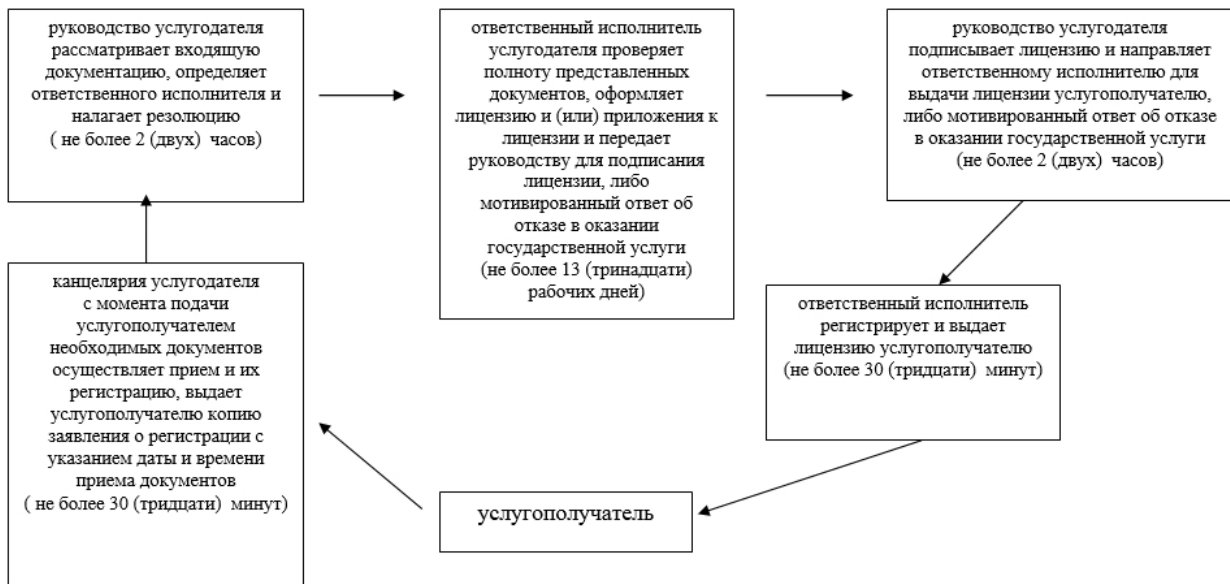 руководство услугодателя
рассматривает входящую
документацию, определяет
ответственного исполнителя и
налагает резолюцию
( не более 2 (двух) часов)
ответственный исполнитель
услугодателя проверяет
полноту представленных
документов, оформляет
лицензию и (или) приложения к
лицензии и передает
руководству для подписания
лицензии, либо
мотивированный ответ об
отказе в оказании
государственной услуги
(не более 13 (тринадцати)
рабочих дней)
руководство услугодателя
подписывает лицензию и направляет
ответственному исполнителю для
выдачи лицензии услугополучателю,
либо мотивированный ответ об отказе
в оказании государственной услуги
(не более 2 (двух) часов)
канцелярия услугодателя
с момента подачи
услугополучателем
необходимых документов
осуществляет прием и их
регистрацию, выдает
услугополучателю копию
заявления о регистрации с
указанием даты и времени
приема документов
( не более 30 (тридцати) минут)
ответственный исполнитель
регистрирует и выдает
лицензию услугополучателю
(не более 30 (тридцати) минут)
услугополучатель